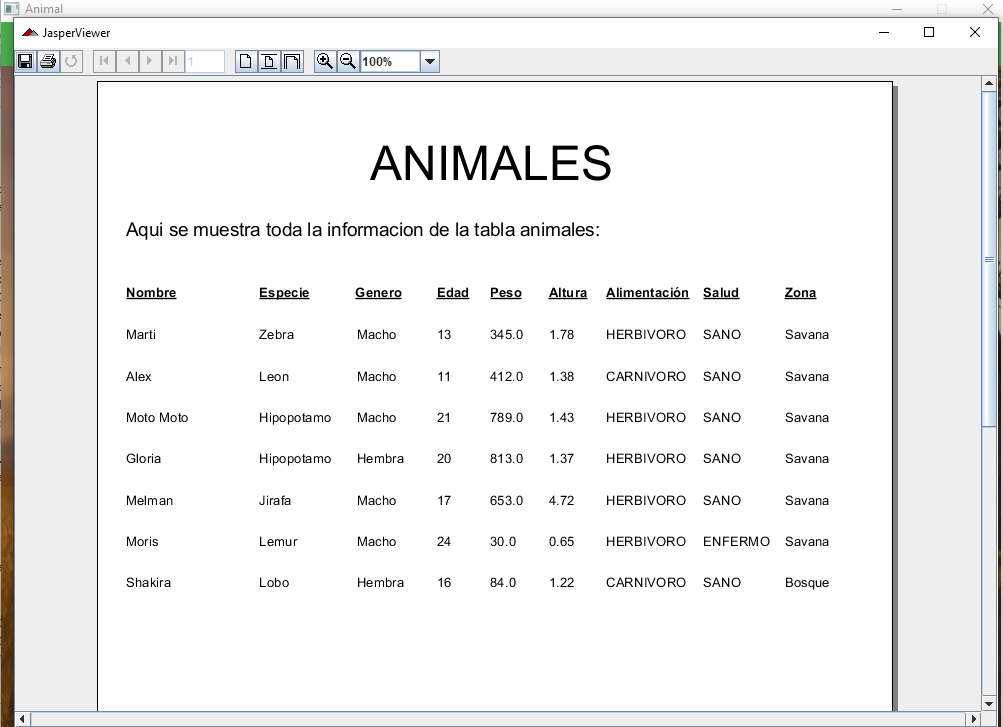 Animal
JasperViewer
1
100%
ANIMALES
Aqui se muestra toda la informacion de la tabla animales:
Nombre Especie Genero Edad Peso Altura Alimentación Salud Zona
Marti Zebra Macho 13 345.0 1.78 HERBIVORO SANO Savana
Alex Leon Macho 11 412.0 1.38 CARNIVORO SANO Savana
Moto Moto Hipopotamo Macho 21 789.0 1.43 HERBIVORO SANO Savana
Gloria Hipopotamo Hembra 20 813.0 1.37 HERBIVORO SANO Savana
Melman Jirafa Macho 17 653.0 4.72 HERBIVORO SANO Savana
Moris Lemur Macho 24 30.0 0.65 HERBIVORO ENFERMO Savana
Shakira Lobo Hembra 16 84.0 1.22 CARNIVORO SANO Bosque